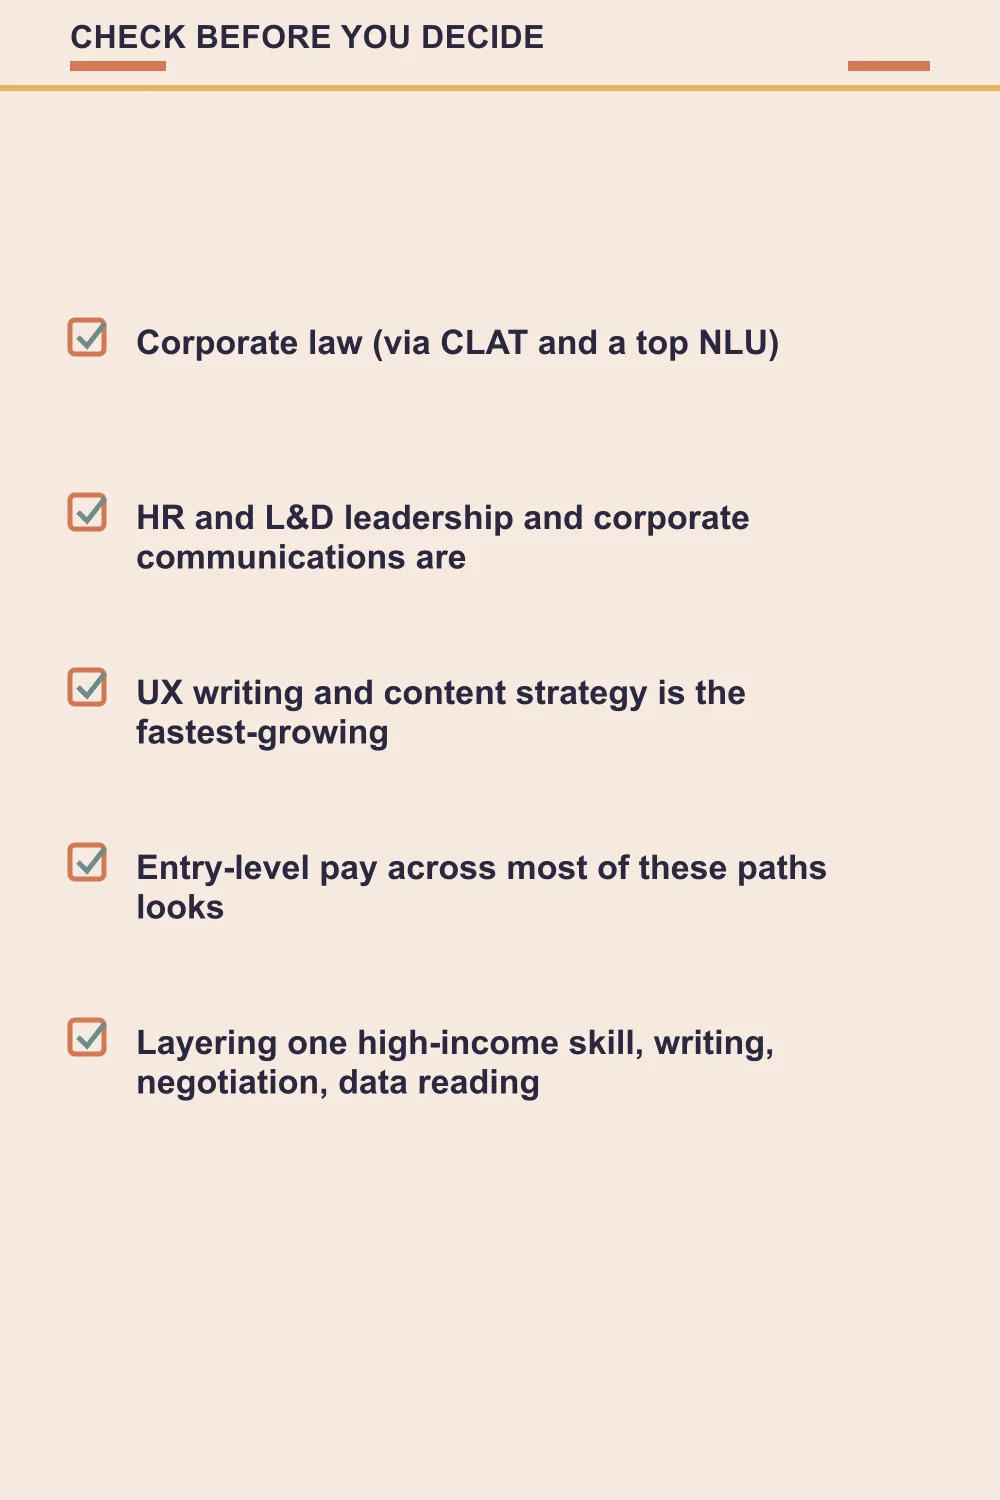 CHECK BEFORE YOU DECIDE
Corporate law (via CLAT and a top NLU)
HR and L&D leadership and corporate
communications are
UX writing and content strategy is the
fastest-growing
Entry-level pay across most of these paths
looks
Layering one high-income skill, writing,
negotiation, data reading